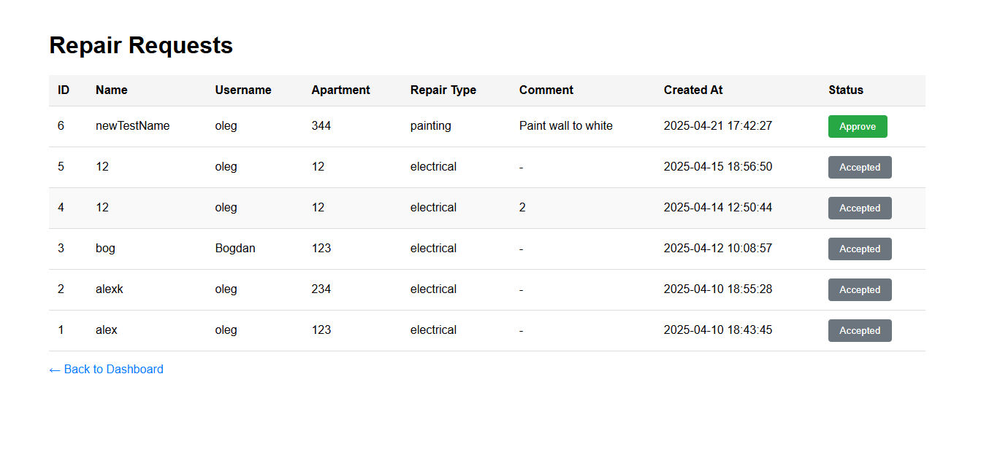 Repair Requests
ID Name Username Apartment Repair Type Comment Created At Status
6 newTestName oleg 344 painting Paint wall to white 2025-04-21 17:42:27 Approve
5 12 oleg 12 electrical - 2025-04-15 18:56:50 Accepted
4 12 oleg 12 electrical 2 2025-04-14 12:50:44 Accepted
3 bog Bogdan 123 electrical - 2025-04-12 10:08:57 Accepted
2 alexk oleg 234 electrical - 2025-04-10 18:55:28 Accepted
1 alex oleg 123 electrical - 2025-04-10 18:43:45 Accepted
← Back to Dashboard